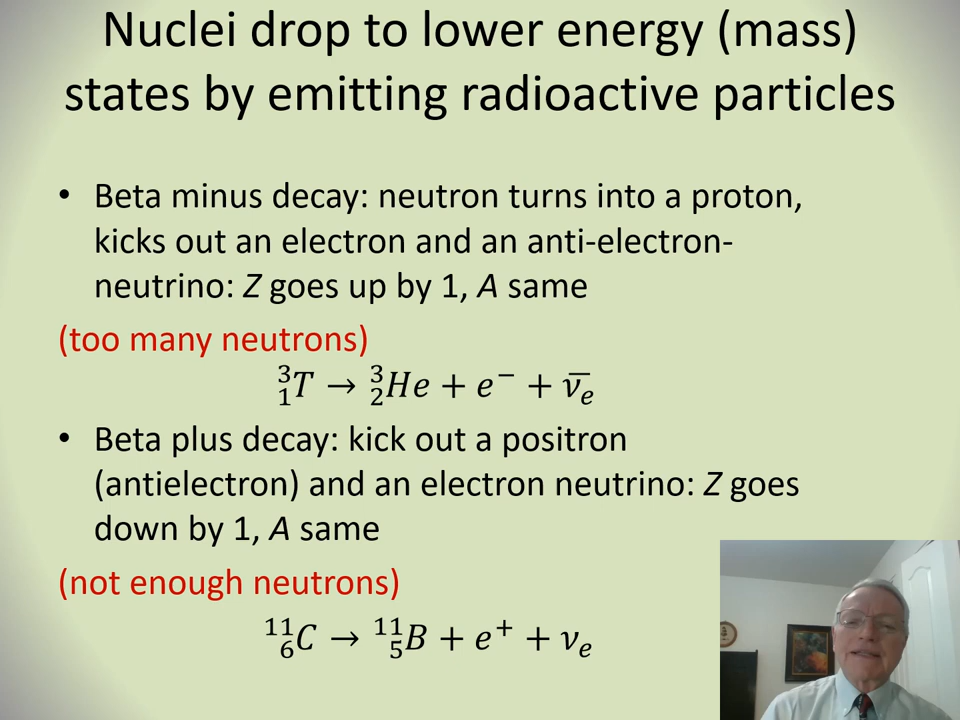 Nuclei drop to lower energy (mass)
states by emitting radioactive particles
• Beta minus decay: neutron turns into a proton,
kicks out an electron and an anti-electron-
neutrino: Z goes up by 1, A same
(too many neutrons)
³₁T → ³₂He + e⁻ + ν̅ₑ
• Beta plus decay: kick out a positron
(antielectron) and an electron neutrino: Z goes
down by 1, A same
(not enough neutrons)
¹¹₆C → ¹¹₅B + e⁺ + νₑ